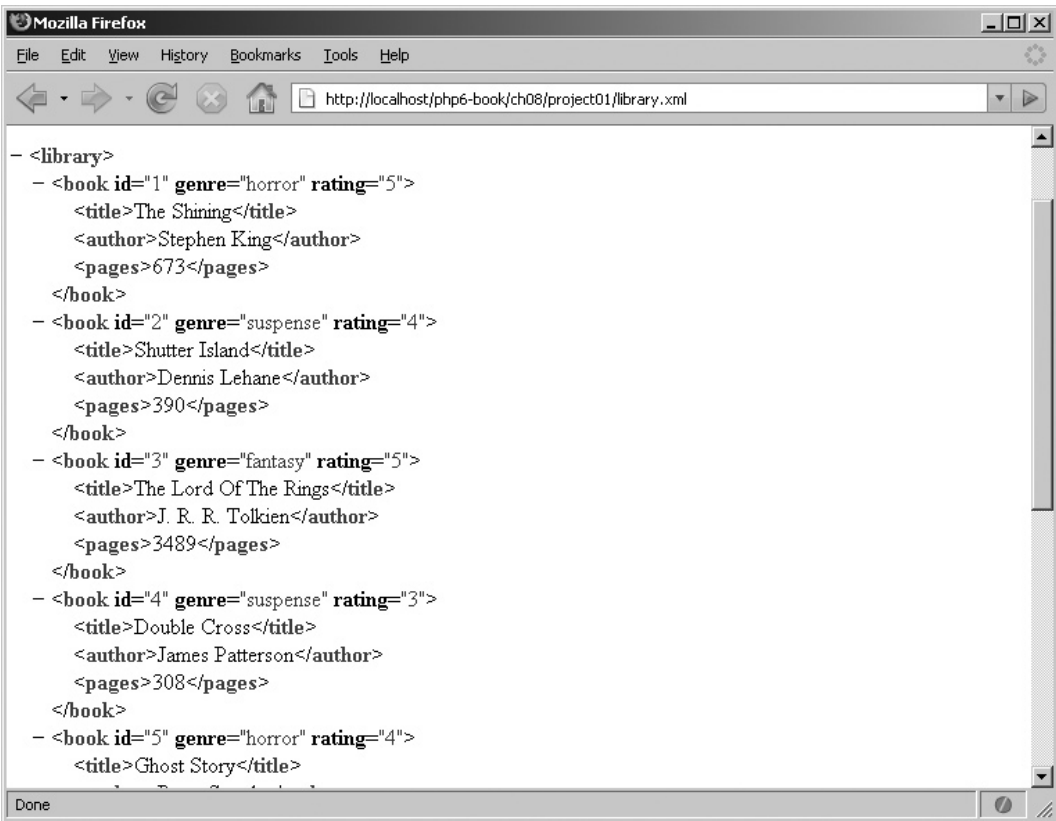 Mozilla Firefox
File Edit View History Bookmarks Tools Help
http://localhost/php6-book/ch08/project01/library.xml
− <library>
− <book id="1" genre="horror" rating="5">
<title>The Shining</title>
<author>Stephen King</author>
<pages>673</pages>
</book>
− <book id="2" genre="suspense" rating="4">
<title>Shutter Island</title>
<author>Dennis Lehane</author>
<pages>390</pages>
</book>
− <book id="3" genre="fantasy" rating="5">
<title>The Lord Of The Rings</title>
<author>J. R. R. Tolkien</author>
<pages>3489</pages>
</book>
− <book id="4" genre="suspense" rating="3">
<title>Double Cross</title>
<author>James Patterson</author>
<pages>308</pages>
</book>
− <book id="5" genre="horror" rating="4">
<title>Ghost Story</title>
Done